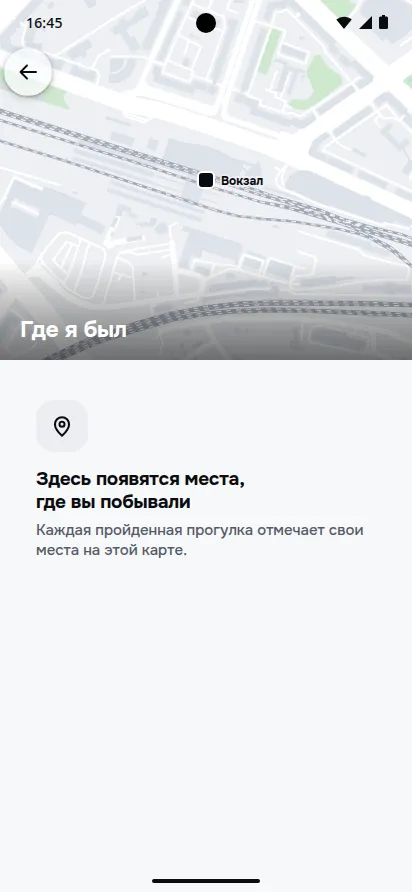 16:45
Вокзал
Где я был
Здесь появятся места,
где вы побывали
Каждая пройденная прогулка отмечает свои
места на этой карте.